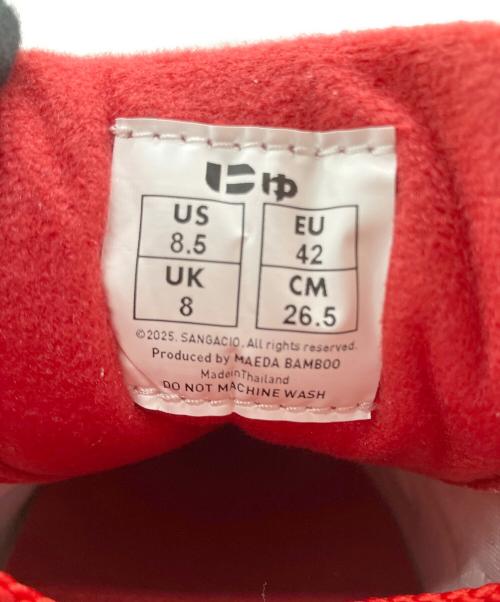 にゅ
US
8.5
EU
42
UK
8
CM
26.5
©2025. SANGACIO. All rights reserved.
Produced by MAEDA BAMBOO
MadeinThailand
DO NOT MACHINE WASH